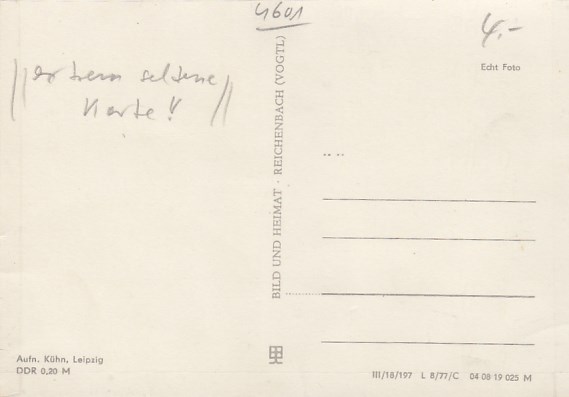 4601
4.-
Echt Foto
extrem seltene
Karte!
BILD UND HEIMAT · REICHENBACH (VOGTL)
Aufn. Kühn, Leipzig
DDR 0,20 M
III/18/197 L 8/77/C 04 08 19 025 M